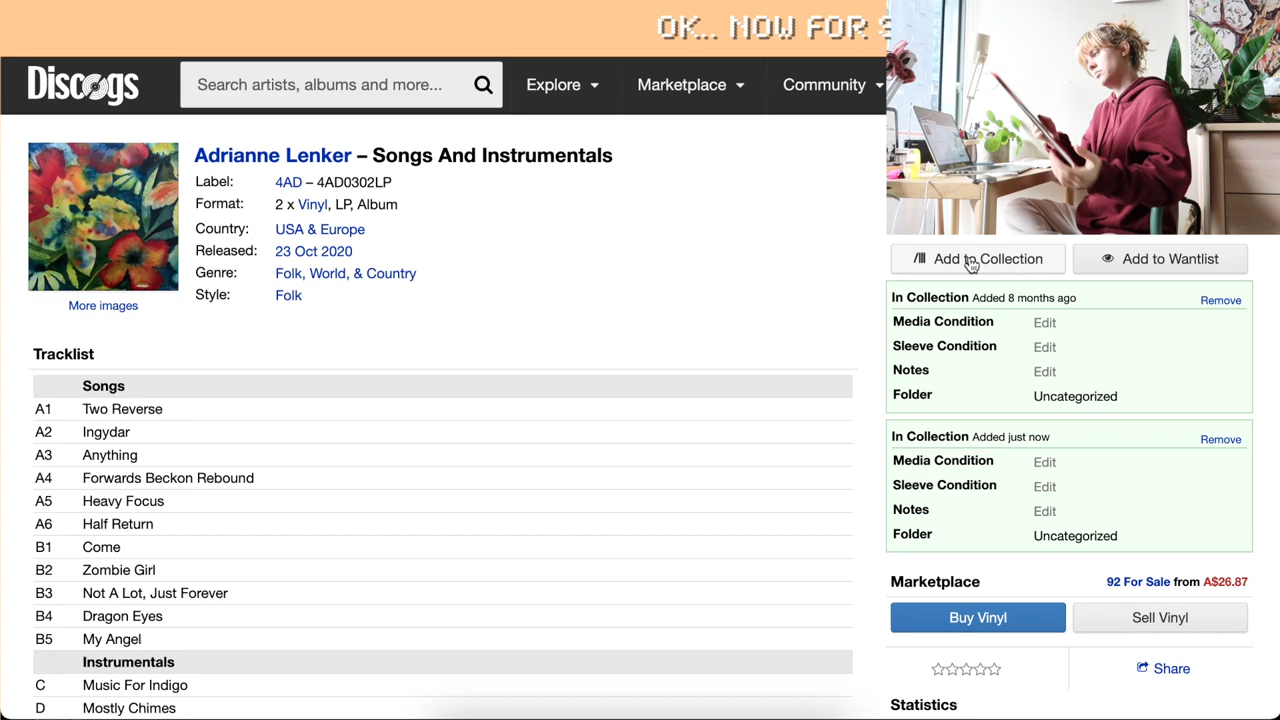 OK.. NOW FOR
Discogs
Search artists, albums and more...
Explore
Marketplace
Community
Adrianne Lenker – Songs And Instrumentals
Label: 4AD – 4AD0302LP
Format: 2 x Vinyl, LP, Album
Country: USA & Europe
Released: 23 Oct 2020
Genre: Folk, World, & Country
Style: Folk
More images
Tracklist
Songs
A1 Two Reverse
A2 Ingydar
A3 Anything
A4 Forwards Beckon Rebound
A5 Heavy Focus
A6 Half Return
B1 Come
B2 Zombie Girl
B3 Not A Lot, Just Forever
B4 Dragon Eyes
B5 My Angel
Instrumentals
C Music For Indigo
D Mostly Chimes
Add to Collection
Add to Wantlist
In Collection Added 8 months ago Remove
Media Condition Edit
Sleeve Condition Edit
Notes Edit
Folder Uncategorized
In Collection Added just now Remove
Media Condition Edit
Sleeve Condition Edit
Notes Edit
Folder Uncategorized
Marketplace 92 For Sale from A$26.87
Buy Vinyl
Sell Vinyl
Share
Statistics